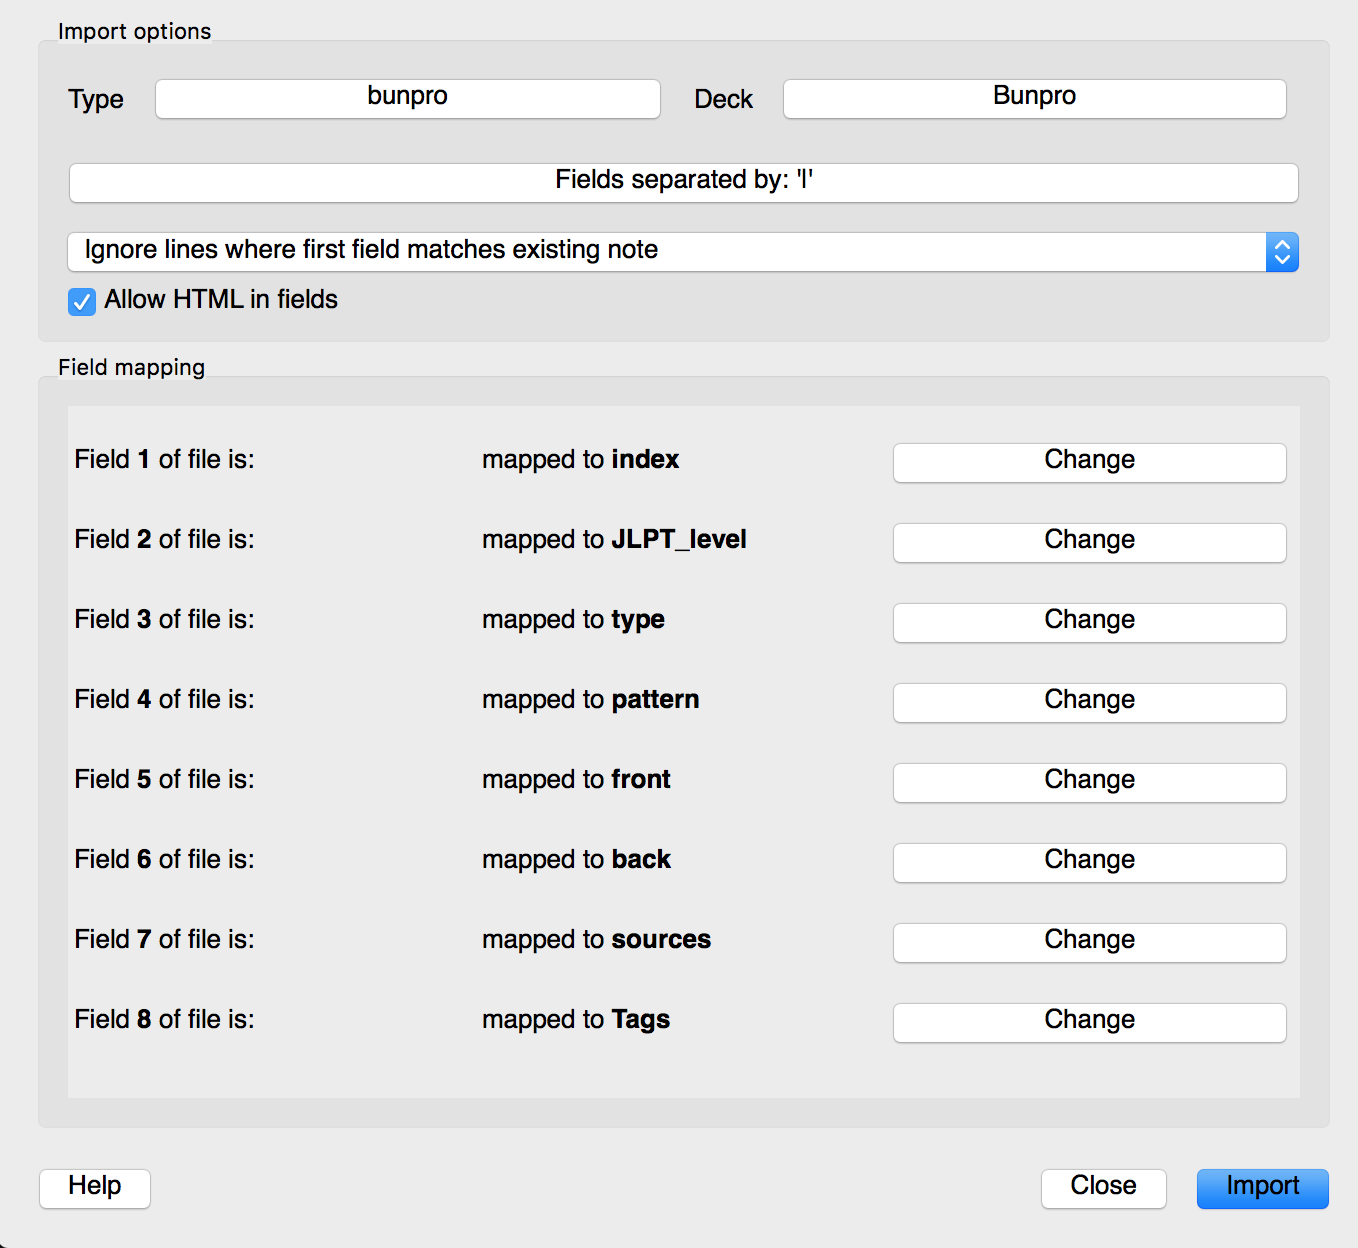 Import options
Type bunpro Deck Bunpro
Fields separated by: '|'
Ignore lines where first field matches existing note
Allow HTML in fields
Field mapping
Field 1 of file is: mapped to index Change
Field 2 of file is: mapped to JLPT_level Change
Field 3 of file is: mapped to type Change
Field 4 of file is: mapped to pattern Change
Field 5 of file is: mapped to front Change
Field 6 of file is: mapped to back Change
Field 7 of file is: mapped to sources Change
Field 8 of file is: mapped to Tags Change
Help Close Import